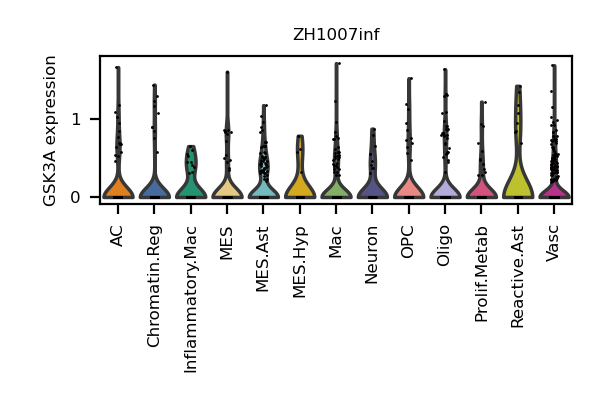 ZH1007inf
GSK3A expression
1
0
AC
Chromatin.Reg
Inflammatory.Mac
MES
MES.Ast
MES.Hyp
Mac
Neuron
OPC
Oligo
Prolif.Metab
Reactive.Ast
Vasc